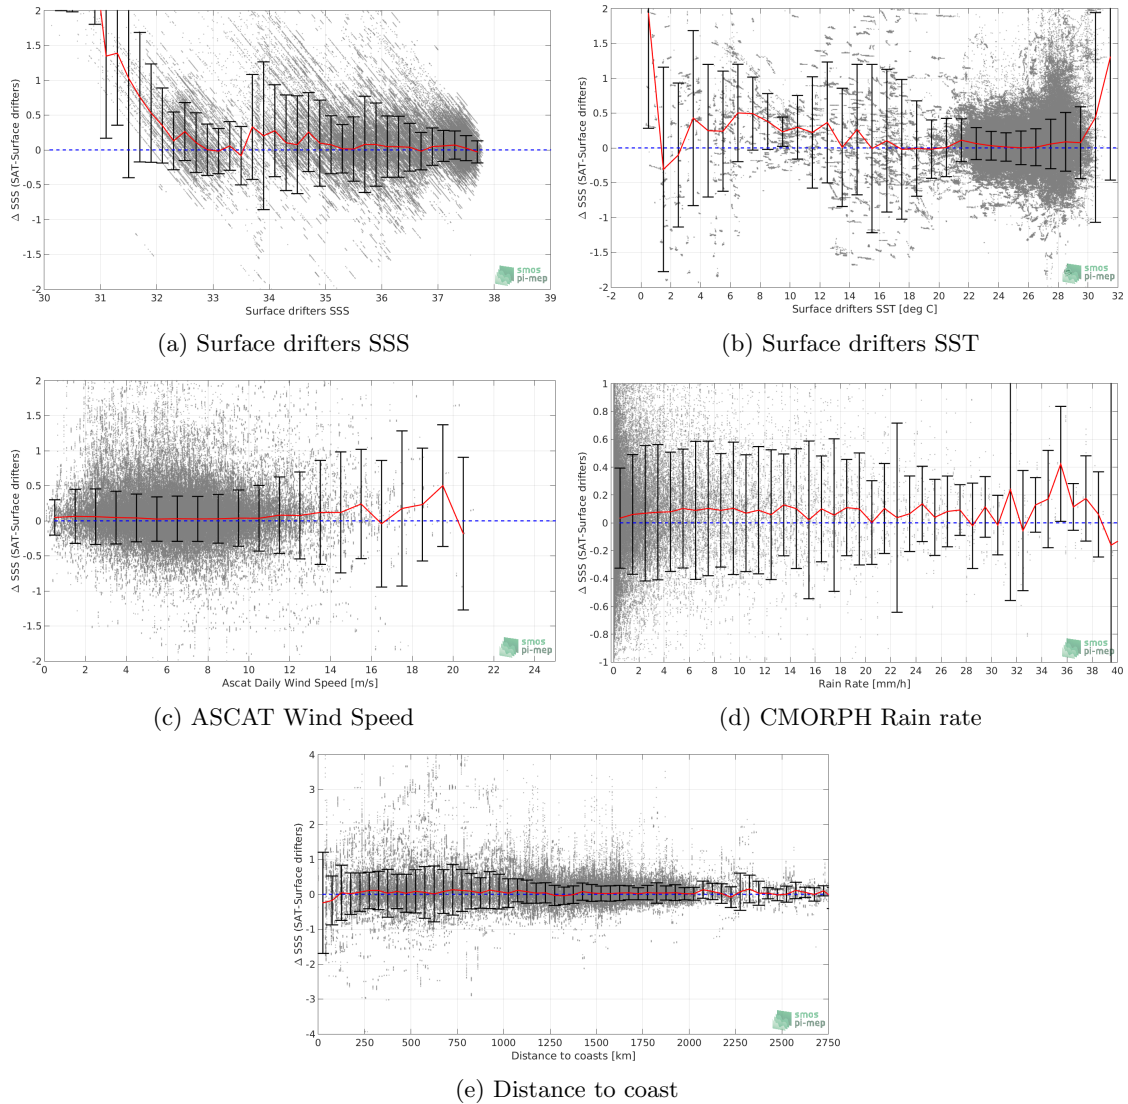 2
1.5
1
0.5
0
-0.5
-1
-1.5
-2
Δ SSS (SAT-Surface drifters)
30 31 32 33 34 35 36 37 38 39
Surface drifters SSS
smos
pi-mep
(a) Surface drifters SSS
2
1.5
1
0.5
0
-0.5
-1
-1.5
-2
Δ SSS (SAT-Surface drifters)
-2 0 2 4 6 8 10 12 14 16 18 20 22 24 26 28 30 32
Surface drifters SST [deg C]
smos
pi-mep
(b) Surface drifters SST
2
1.5
1
0.5
0
-0.5
-1
-1.5
-2
Δ SSS (SAT-Surface drifters)
0 2 4 6 8 10 12 14 16 18 20 22 24
Ascat Daily Wind Speed [m/s]
smos
pi-mep
(c) ASCAT Wind Speed
1
0.8
0.6
0.4
0.2
0
-0.2
-0.4
-0.6
-0.8
-1
Δ SSS (SAT-Surface drifters)
0 2 4 6 8 10 12 14 16 18 20 22 24 26 28 30 32 34 36 38 40
Rain Rate [mm/h]
smos
pi-mep
(d) CMORPH Rain rate
4
3
2
1
0
-1
-2
-3
-4
Δ SSS (SAT-Surface drifters)
0 250 500 750 1000 1250 1500 1750 2000 2250 2500 2750
Distance to coasts [km]
smos
pi-mep
(e) Distance to coast